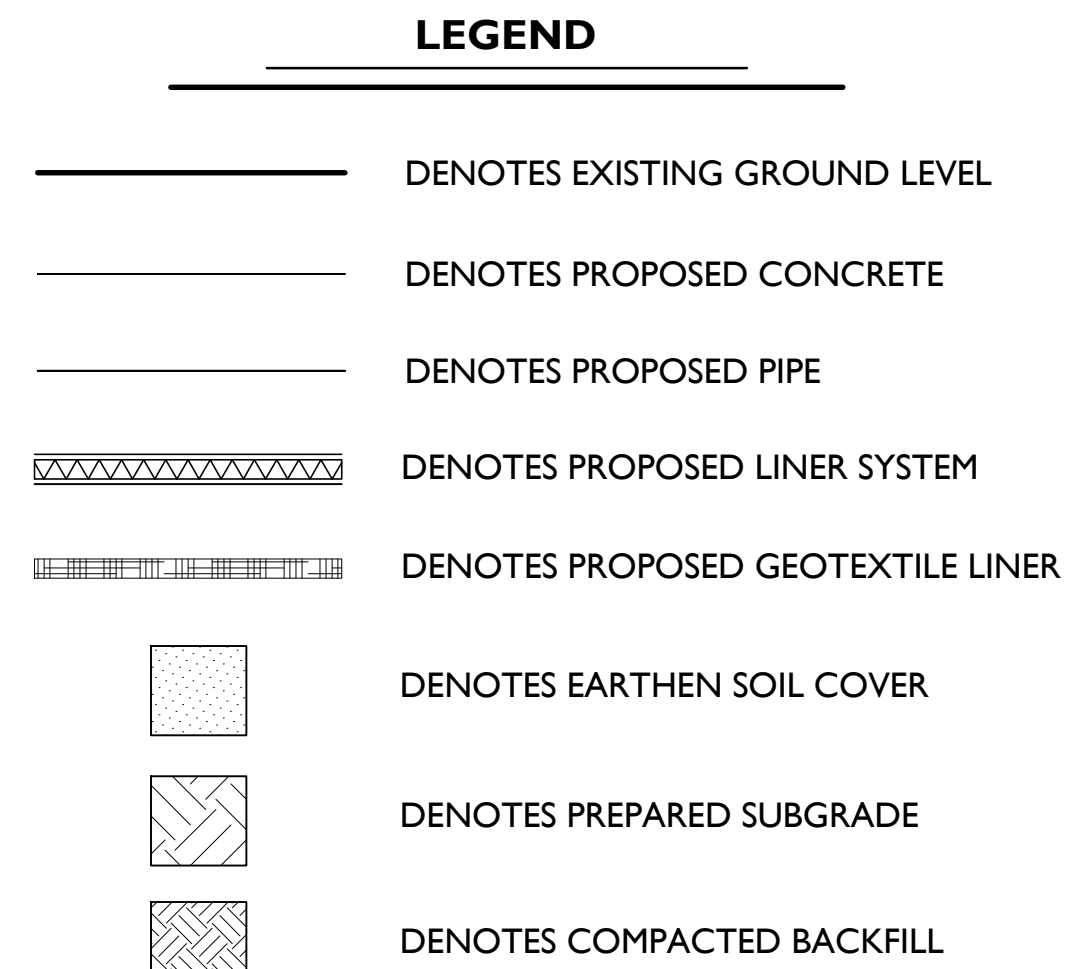 LEGEND
DENOTES EXISTING GROUND LEVEL
DENOTES PROPOSED CONCRETE
DENOTES PROPOSED PIPE
DENOTES PROPOSED LINER SYSTEM
DENOTES PROPOSED GEOTEXTILE LINER
DENOTES EARTHEN SOIL COVER
DENOTES PREPARED SUBGRADE
DENOTES COMPACTED BACKFILL